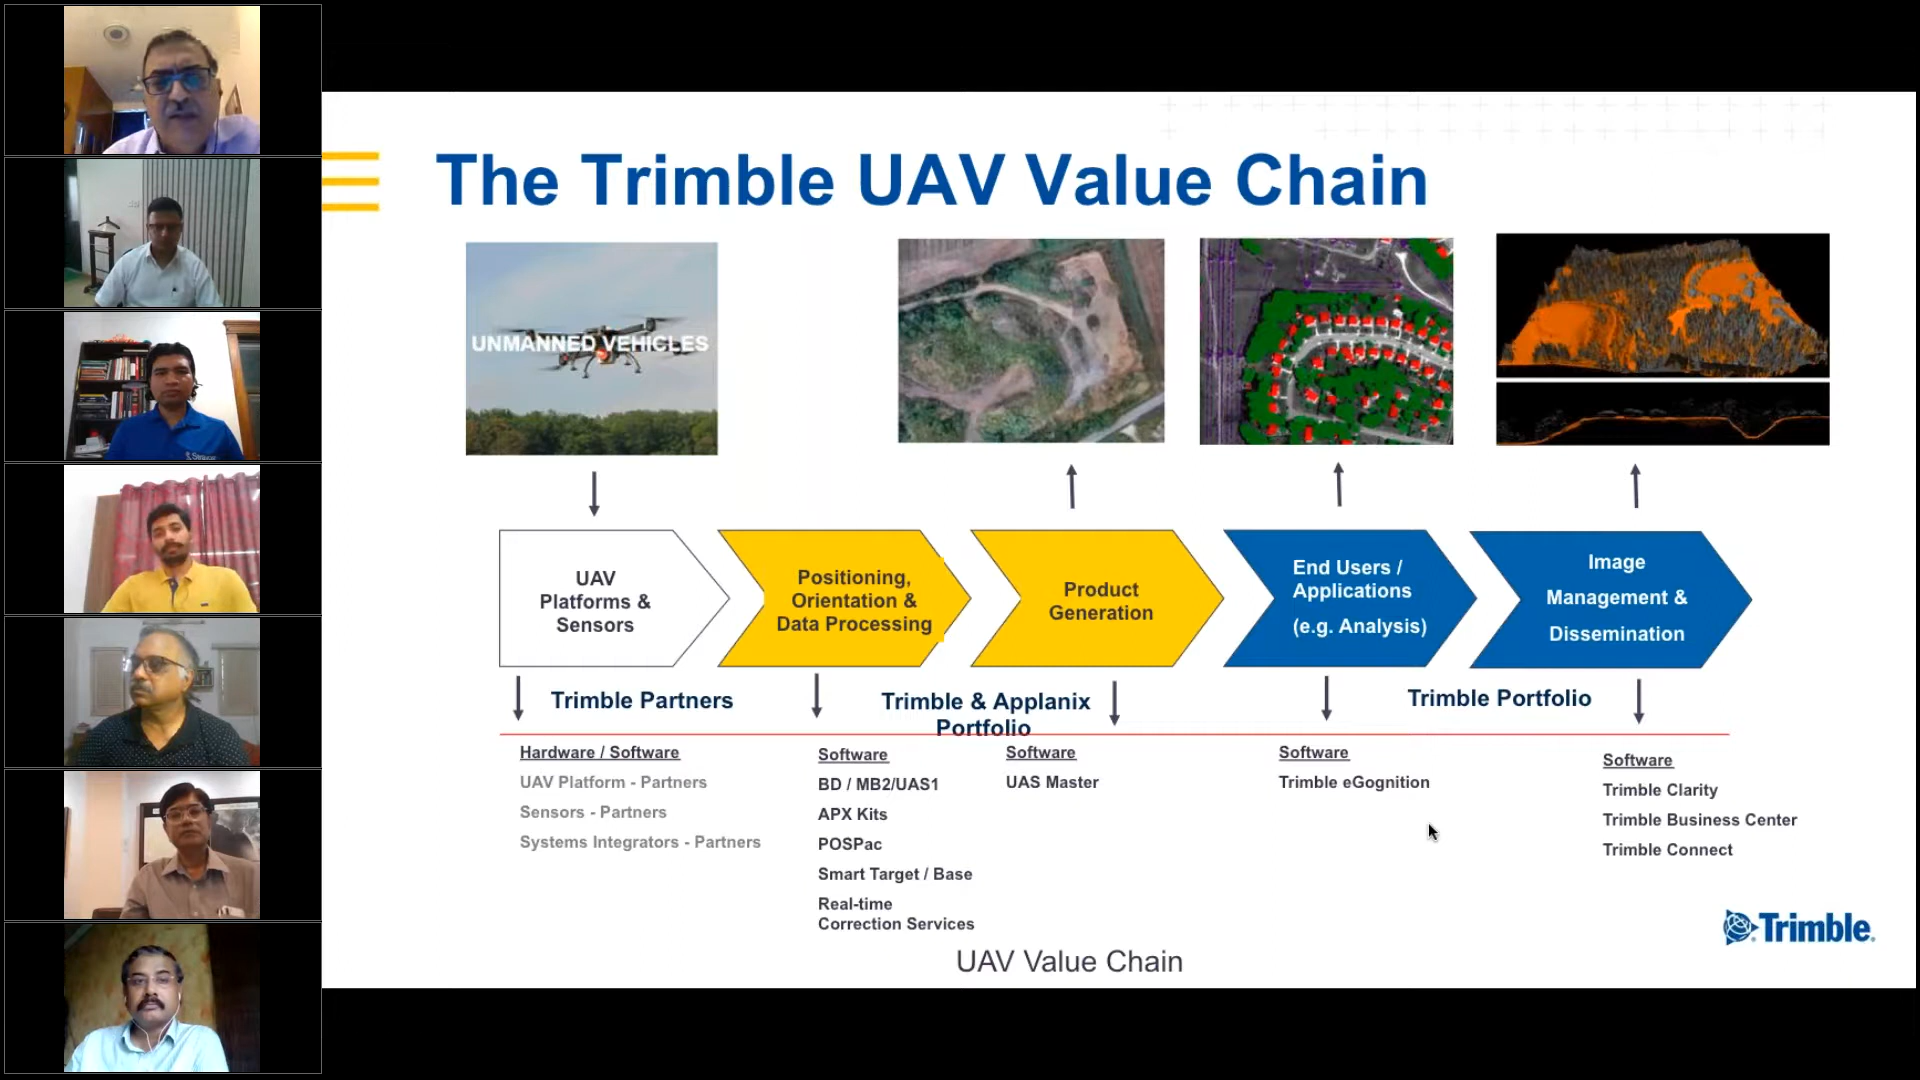 The Trimble UAV Value Chain
UNMANNED VEHICLES
UAV
Platforms &
Sensors
Positioning,
Orientation &
Data Processing
Product
Generation
End Users /
Applications
(e.g. Analysis)
Image
Management &
Dissemination
Trimble Partners
Trimble & Applanix
Portfolio
Trimble Portfolio
Hardware / Software
UAV Platform - Partners
Sensors - Partners
Systems Integrators - Partners
Software
BD / MB2/UAS1
APX Kits
POSPac
Smart Target / Base
Real-time
Correction Services
Software
UAS Master
Software
Trimble eGognition
Software
Trimble Clarity
Trimble Business Center
Trimble Connect
Trimble
UAV Value Chain